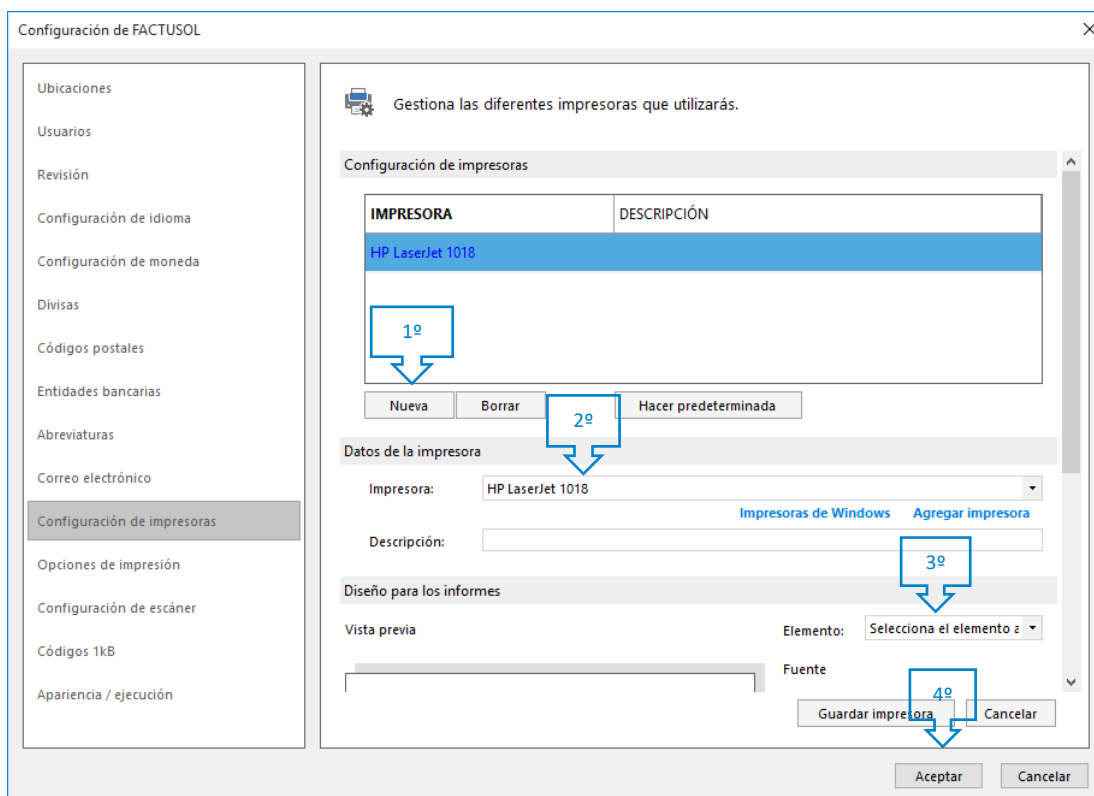 Configuración de FACTUSOL
Ubicaciones
Usuarios
Revisión
Configuración de idioma
Configuración de moneda
Divisas
Códigos postales
Entidades bancarias
Abreviaturas
Correo electrónico
Configuración de impresoras
Opciones de impresión
Configuración de escáner
Códigos 1kB
Apariencia / ejecución
Gestiona las diferentes impresoras que utilizarás.
Configuración de impresoras
IMPRESORA DESCRIPCIÓN
HP LaserJet 1018
1º
Nueva Borrar Hacer predeterminada
2º
Datos de la impresora
Impresora: HP LaserJet 1018
Impresoras de Windows Agregar impresora
Descripción:
3º
Diseño para los informes
Vista previa Elemento: Selecciona el elemento a
Fuente
4º
Guardar impresora Cancelar
Aceptar Cancelar